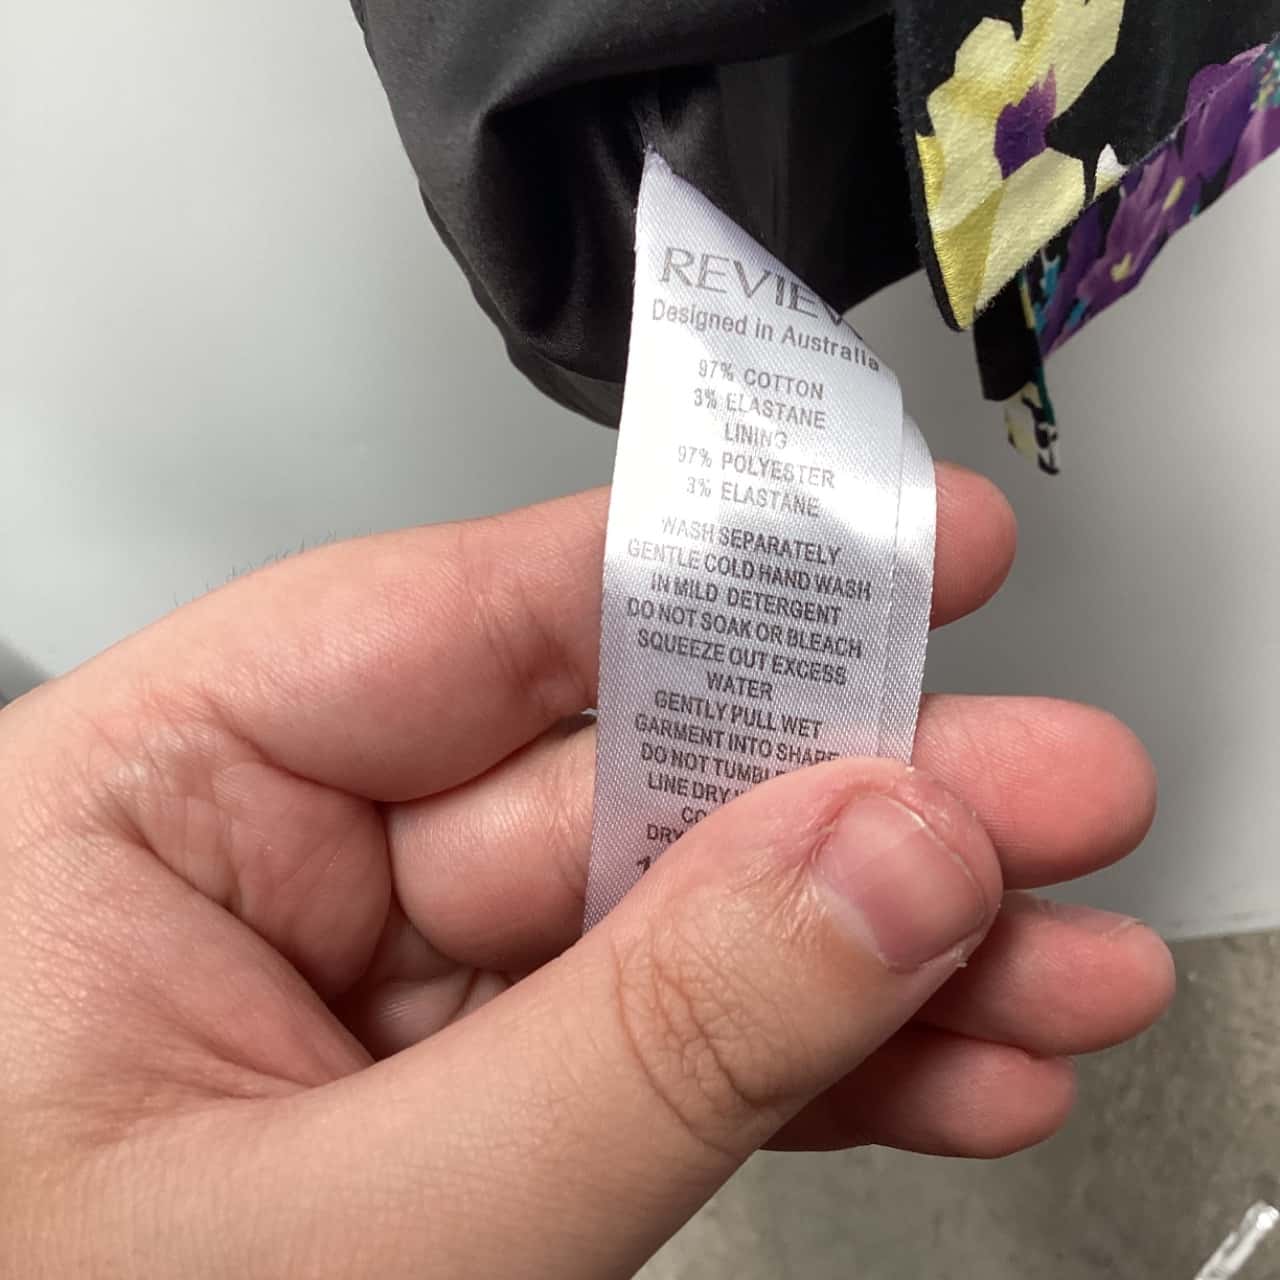 REVIEW
Designed in Australia
97% COTTON
3% ELASTANE
LINING
97% POLYESTER
3% ELASTANE
WASH SEPARATELY
GENTLE COLD HAND WASH
IN MILD DETERGENT
DO NOT SOAK OR BLEACH
SQUEEZE OUT EXCESS
WATER
GENTLY PULL WET
GARMENT INTO SHAPE
DO NOT TUMBLE
LINE DRY
DRY